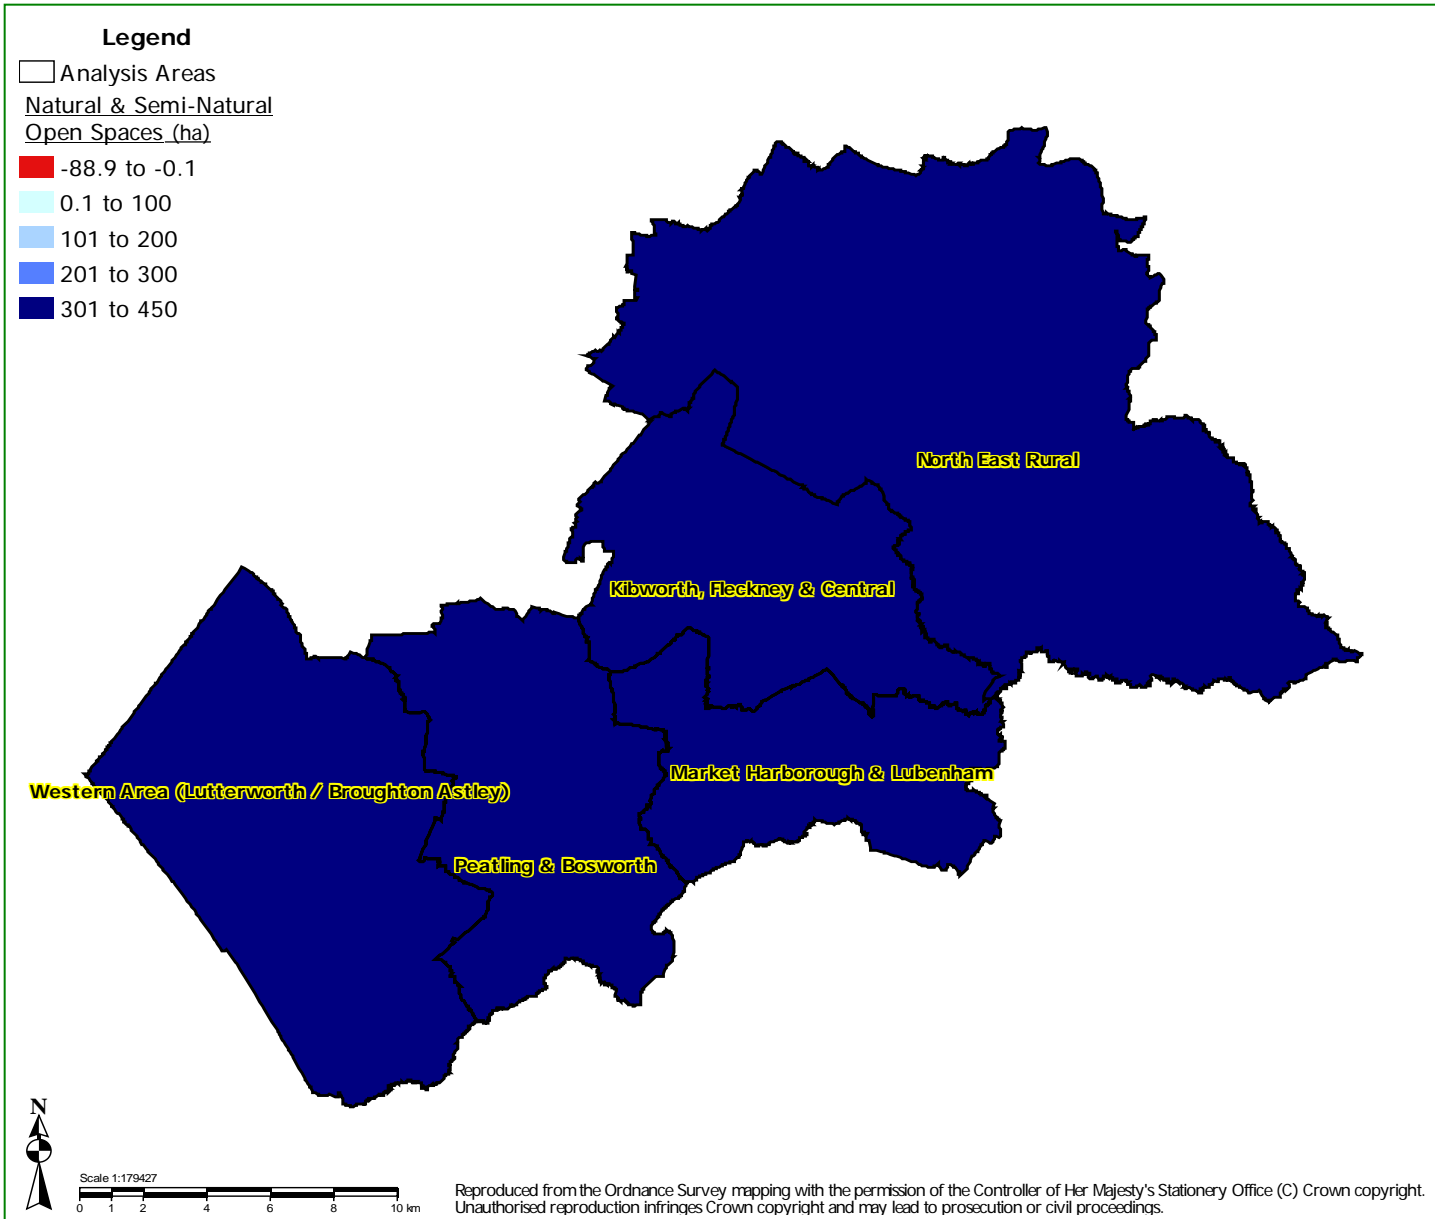 Legend
Analysis Areas
Natural & Semi-Natural
Open Spaces (ha)
-88.9 to -0.1
0.1 to 100
101 to 200
201 to 300
301 to 450
North East Rural
Kibworth, Fleckney & Central
Market Harborough & Lubenham
Western Area (Lutterworth / Broughton Astley)
Peatling & Bosworth
N
Scale 1:179427
0 1 2 4 6 8 10 km
Reproduced from the Ordnance Survey mapping with the permission of the Controller of Her Majesty's Stationery Office (C) Crown copyright.
Unauthorised reproduction infringes Crown copyright and may lead to prosecution or civil proceedings.